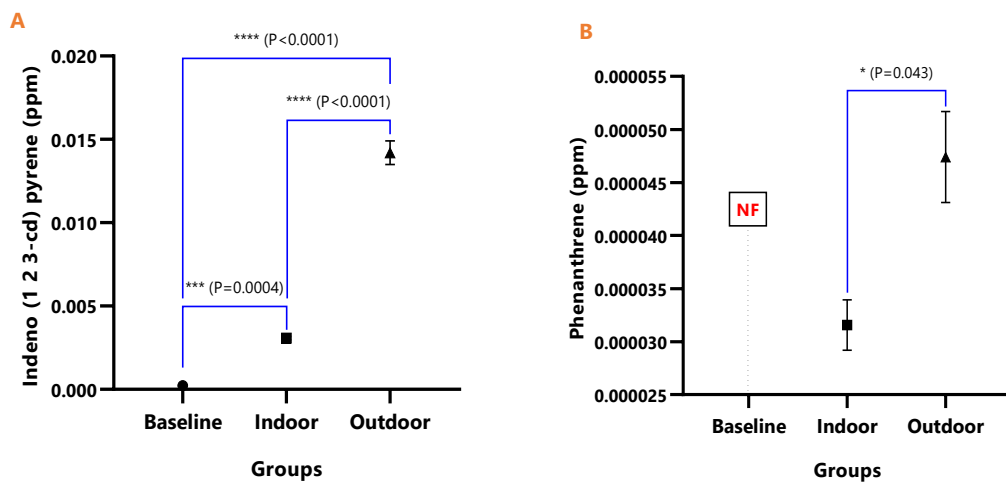 A
**** (P<0.0001)
**** (P<0.0001)
*** (P=0.0004)
Indeno (1 2 3-cd) pyrene (ppm)
0.020
0.015
0.010
0.005
0.000
Baseline Indoor Outdoor
Groups
B
* (P=0.043)
Phenanthrene (ppm)
0.000055
0.000050
0.000045
0.000040
0.000035
0.000030
0.000025
NF
Baseline Indoor Outdoor
Groups